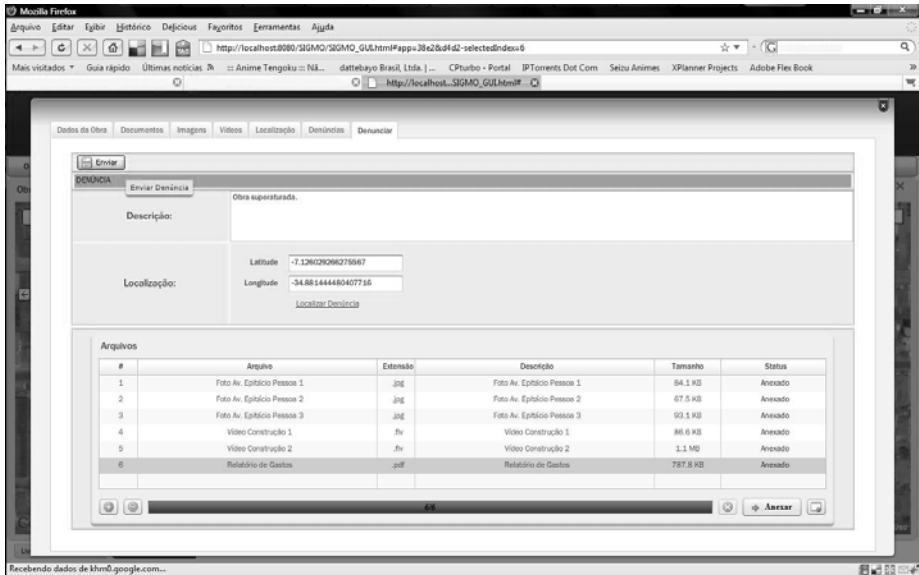 Mozilla Firefox
Arquivo Editar Exibir Histórico Delicious Favoritos Ferramentas Ajuda
http://localhost:8080/SIGMO/SIGMO_GUI.html#app=38e2&d4d2-selectedIndex=6
Mais visitados Guia rápido Últimas notícias ::: Anime Tengoku ::: Nã... dattebayo Brasil, Ltda. | ... CPturbo - Portal IPTorrents Dot Com Seizu Animes XPlanner Projects Adobe Flex Book
http://localhost...SIGMO_GUI.html#
Dados da Obra Documentos Imagens Vídeos Localização Denúncias Denunciar
Enviar
DENÚNCIA
Enviar Denúncia
Descrição:
Obra superaturada.
Localização:
Latitude -7.126029266275567
Longitude -34.881444480407716
Localizar Denúncia
Arquivos
# Arquivo Extensão Descrição Tamanho Status
1 Foto Av. Epitácio Pessoa 1 .jpg Foto Av. Epitácio Pessoa 1 84.1 KB Anexado
2 Foto Av. Epitácio Pessoa 2 .jpg Foto Av. Epitácio Pessoa 2 67.5 KB Anexado
3 Foto Av. Epitácio Pessoa 3 .jpg Foto Av. Epitácio Pessoa 3 93.1 KB Anexado
4 Vídeo Construção 1 .flv Vídeo Construção 1 86.6 KB Anexado
5 Vídeo Construção 2 .flv Vídeo Construção 2 1.1 MB Anexado
6 Relatório de Gastos .pdf Relatório de Gastos 787.8 KB Anexado
6/6
Anexar
Recebendo dados de khm0.google.com...